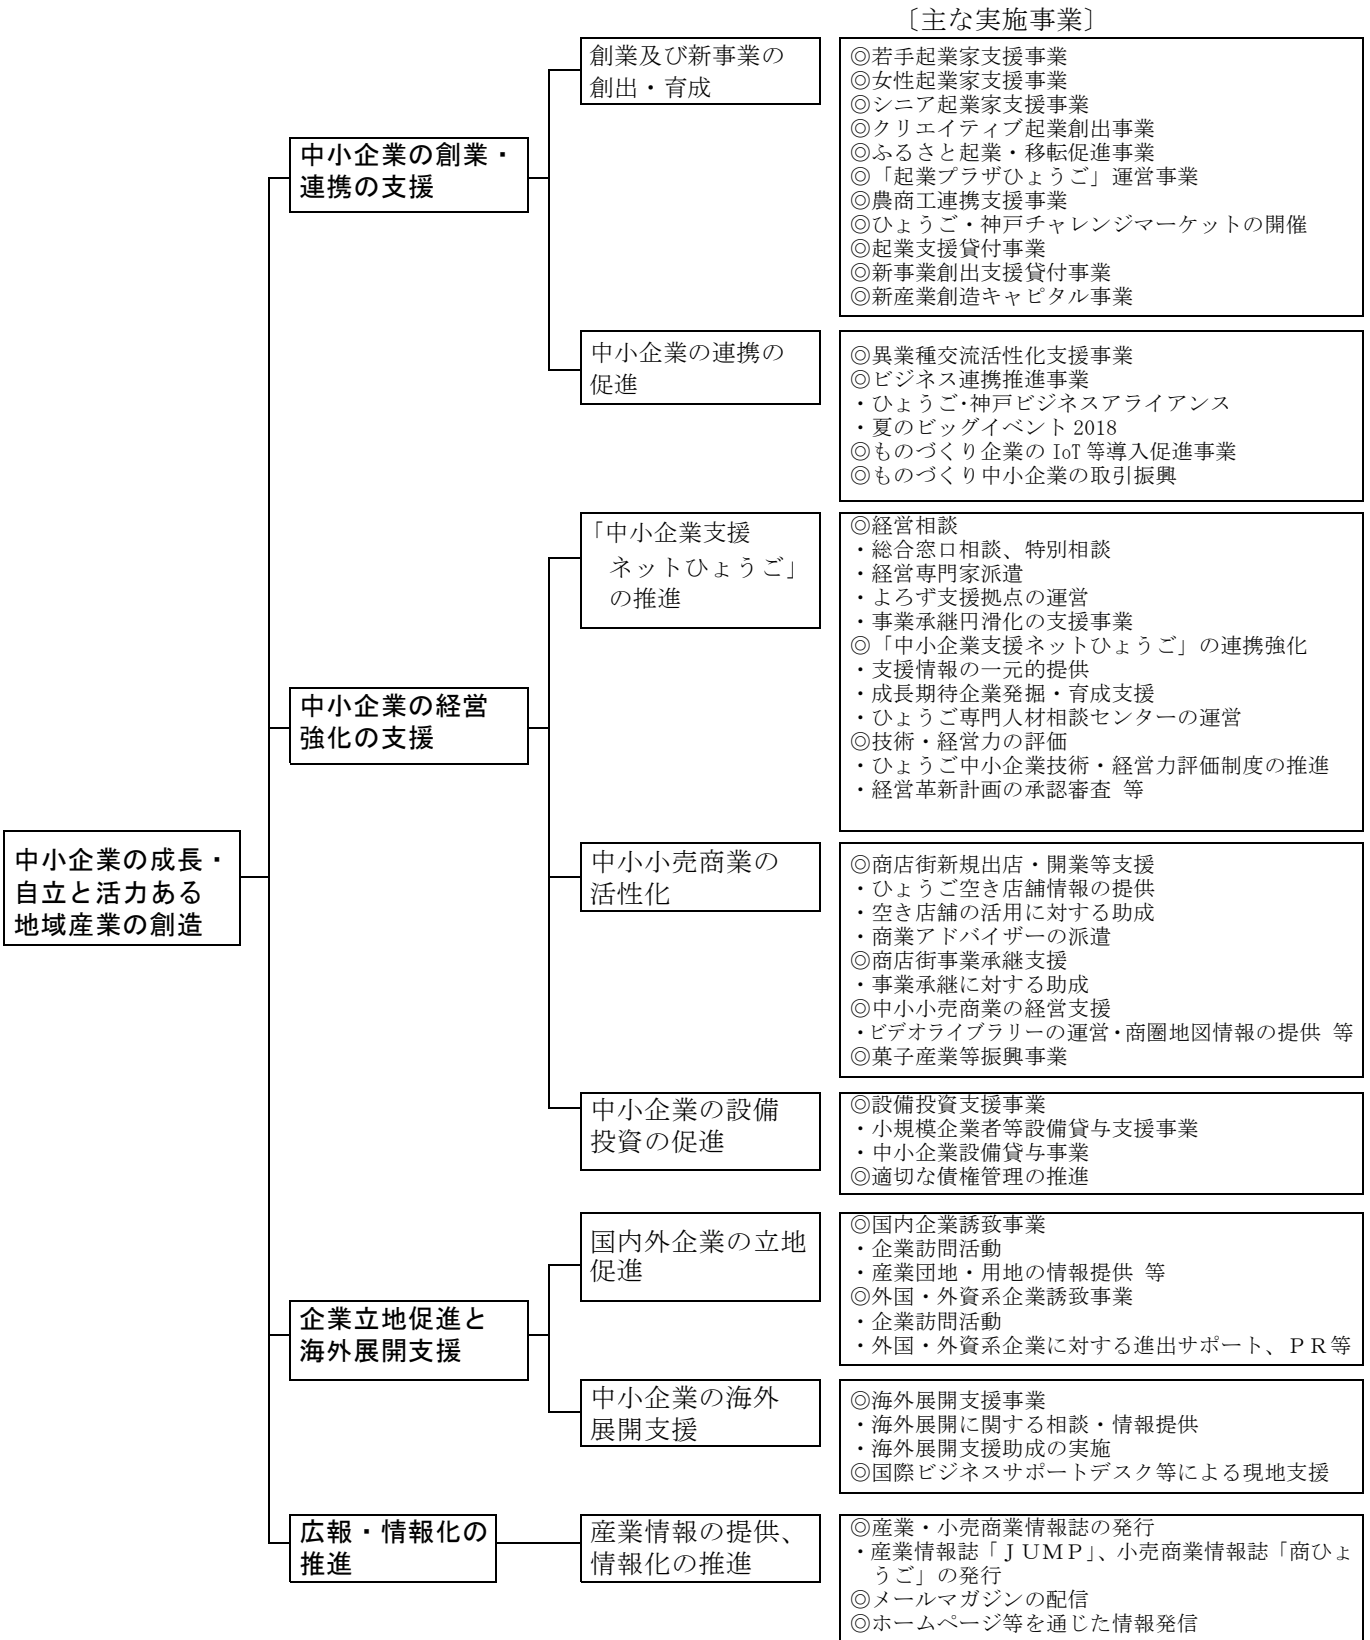 〔主な実施事業〕
中小企業の成長・
自立と活力ある
地域産業の創造
中小企業の創業・
連携の支援
創業及び新事業の
創出・育成
◎若手起業家支援事業
◎女性起業家支援事業
◎シニア起業家支援事業
◎クリエイティブ起業創出事業
◎ふるさと起業・移転促進事業
◎「起業プラザひょうご」運営事業
◎農商工連携支援事業
◎ひょうご・神戸チャレンジマーケットの開催
◎起業支援貸付事業
◎新事業創出支援貸付事業
◎新産業創造キャピタル事業
中小企業の連携の
促進
◎異業種交流活性化支援事業
◎ビジネス連携推進事業
・ひょうご・神戸ビジネスアライアンス
・夏のビッグイベント 2018
◎ものづくり企業の IoT 等導入促進事業
◎ものづくり中小企業の取引振興
中小企業の経営
強化の支援
「中小企業支援
ネットひょうご」
の推進
◎経営相談
・総合窓口相談、特別相談
・経営専門家派遣
・よろず支援拠点の運営
・事業承継円滑化の支援事業
◎「中小企業支援ネットひょうご」の連携強化
・支援情報の一元的提供
・成長期待企業発掘・育成支援
・ひょうご専門人材相談センターの運営
◎技術・経営力の評価
・ひょうご中小企業技術・経営力評価制度の推進
・経営革新計画の承認審査 等
中小小売商業の
活性化
◎商店街新規出店・開業等支援
・ひょうご空き店舗情報の提供
・空き店舗の活用に対する助成
・商業アドバイザーの派遣
◎商店街事業承継支援
・事業承継に対する助成
◎中小小売商業の経営支援
・ビデオライブラリーの運営・商圏地図情報の提供 等
◎菓子産業等振興事業
中小企業の設備
投資の促進
◎設備投資支援事業
・小規模企業者等設備貸与支援事業
・中小企業設備貸与事業
◎適切な債権管理の推進
企業立地促進と
海外展開支援
国内外企業の立地
促進
◎国内企業誘致事業
・企業訪問活動
・産業団地・用地の情報提供 等
◎外国・外資系企業誘致事業
・企業訪問活動
・外国・外資系企業に対する進出サポート、ＰＲ等
中小企業の海外
展開支援
◎海外展開支援事業
・海外展開に関する相談・情報提供
・海外展開支援助成の実施
◎国際ビジネスサポートデスク等による現地支援
広報・情報化の
推進
産業情報の提供、
情報化の推進
◎産業・小売商業情報誌の発行
・産業情報誌「ＪＵＭＰ」、小売商業情報誌「商ひょ
うご」の発行
◎メールマガジンの配信
◎ホームページ等を通じた情報発信